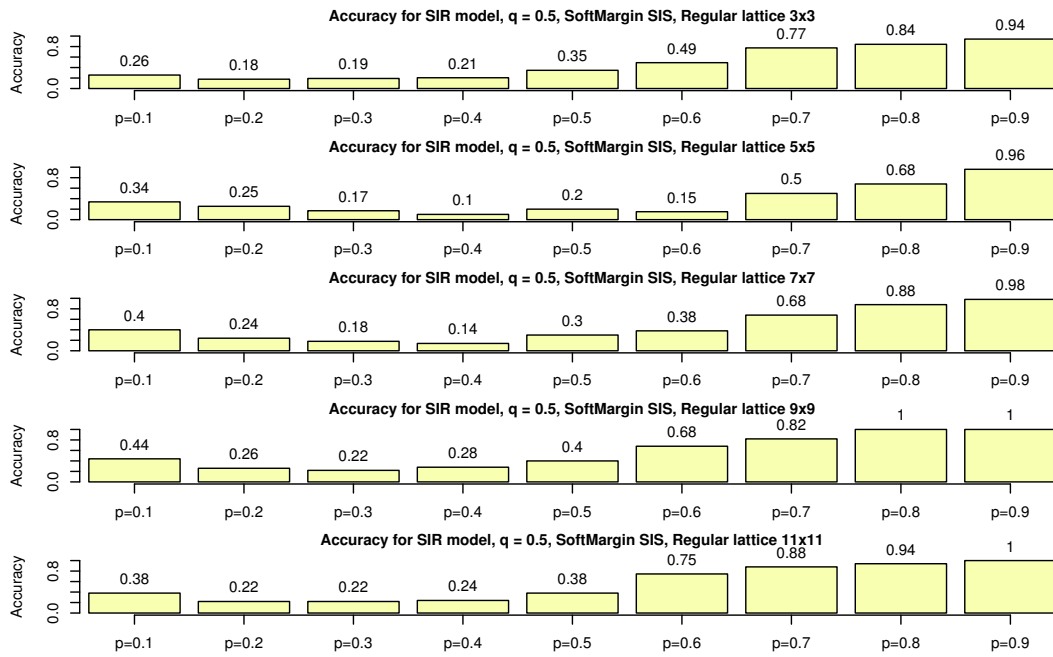 Accuracy for SIR model, q = 0.5, SoftMargin SIS, Regular lattice 3x3
Accuracy
0.0 0.8
0.26 0.18 0.19 0.21 0.35 0.49 0.77 0.84 0.94
p=0.1 p=0.2 p=0.3 p=0.4 p=0.5 p=0.6 p=0.7 p=0.8 p=0.9
Accuracy for SIR model, q = 0.5, SoftMargin SIS, Regular lattice 5x5
Accuracy
0.0 0.8
0.34 0.25 0.17 0.1 0.2 0.15 0.5 0.68 0.96
p=0.1 p=0.2 p=0.3 p=0.4 p=0.5 p=0.6 p=0.7 p=0.8 p=0.9
Accuracy for SIR model, q = 0.5, SoftMargin SIS, Regular lattice 7x7
Accuracy
0.0 0.8
0.4 0.24 0.18 0.14 0.3 0.38 0.68 0.88 0.98
p=0.1 p=0.2 p=0.3 p=0.4 p=0.5 p=0.6 p=0.7 p=0.8 p=0.9
Accuracy for SIR model, q = 0.5, SoftMargin SIS, Regular lattice 9x9
Accuracy
0.0 0.8
0.44 0.26 0.22 0.28 0.4 0.68 0.82 1 1
p=0.1 p=0.2 p=0.3 p=0.4 p=0.5 p=0.6 p=0.7 p=0.8 p=0.9
Accuracy for SIR model, q = 0.5, SoftMargin SIS, Regular lattice 11x11
Accuracy
0.0 0.8
0.38 0.22 0.22 0.24 0.38 0.75 0.88 0.94 1
p=0.1 p=0.2 p=0.3 p=0.4 p=0.5 p=0.6 p=0.7 p=0.8 p=0.9